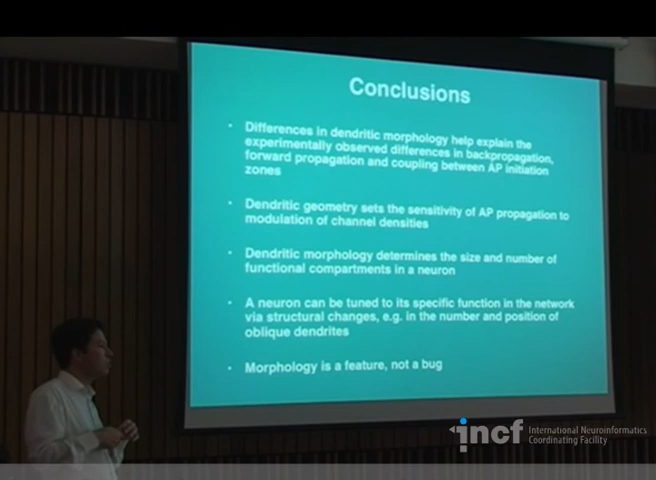 Conclusions
• Differences in dendritic morphology help explain the
experimentally observed differences in backpropagation,
forward propagation and coupling between AP initiation
zones
• Dendritic geometry sets the sensitivity of AP propagation to
modulation of channel densities
• Dendritic morphology determines the size and number of
functional compartments in a neuron
• A neuron can be tuned to its specific function in the network
via structural changes, e.g. in the number and position of
oblique dendrites
• Morphology is a feature, not a bug
incf International Neuroinformatics
Coordinating Facility